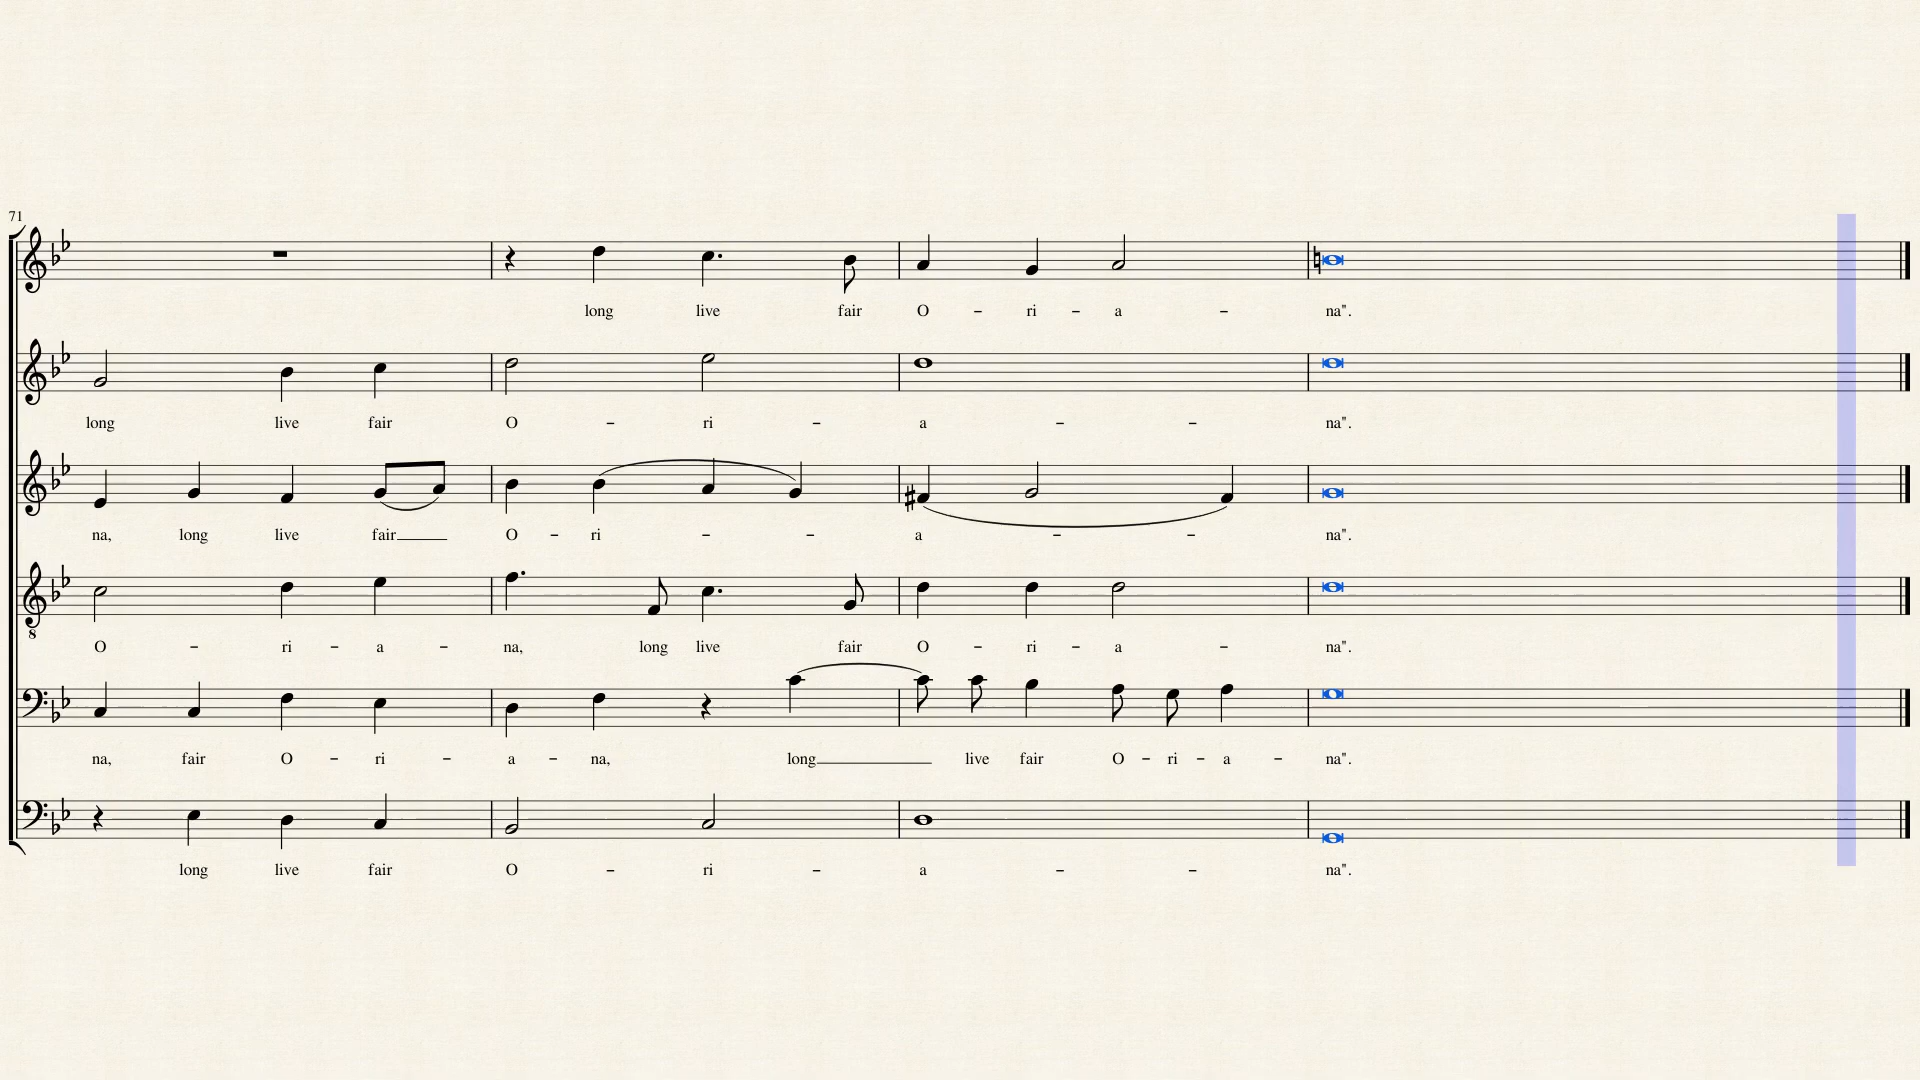 71
long live fair O - ri - a - na".
long live fair O - ri - a - - na".
na, long live fair O - ri - - a - - na".
8
O - ri - a - na, long live fair O - ri - a - na".
na, fair O - ri - a - na, long live fair O - ri - a - na".
long live fair O - ri - a - - na".